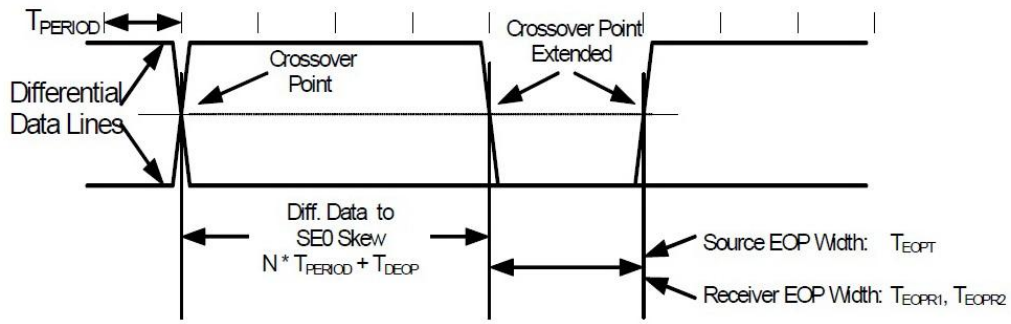 TPERIOD
Crossover
Point
Crossover Point
Extended
Differential
Data Lines
Diff. Data to
SE0 Skew
N * TPERIOD + TDEOP
Source EOP Width: TEOPT
Receiver EOP Width: TEOPR1, TEOPR2